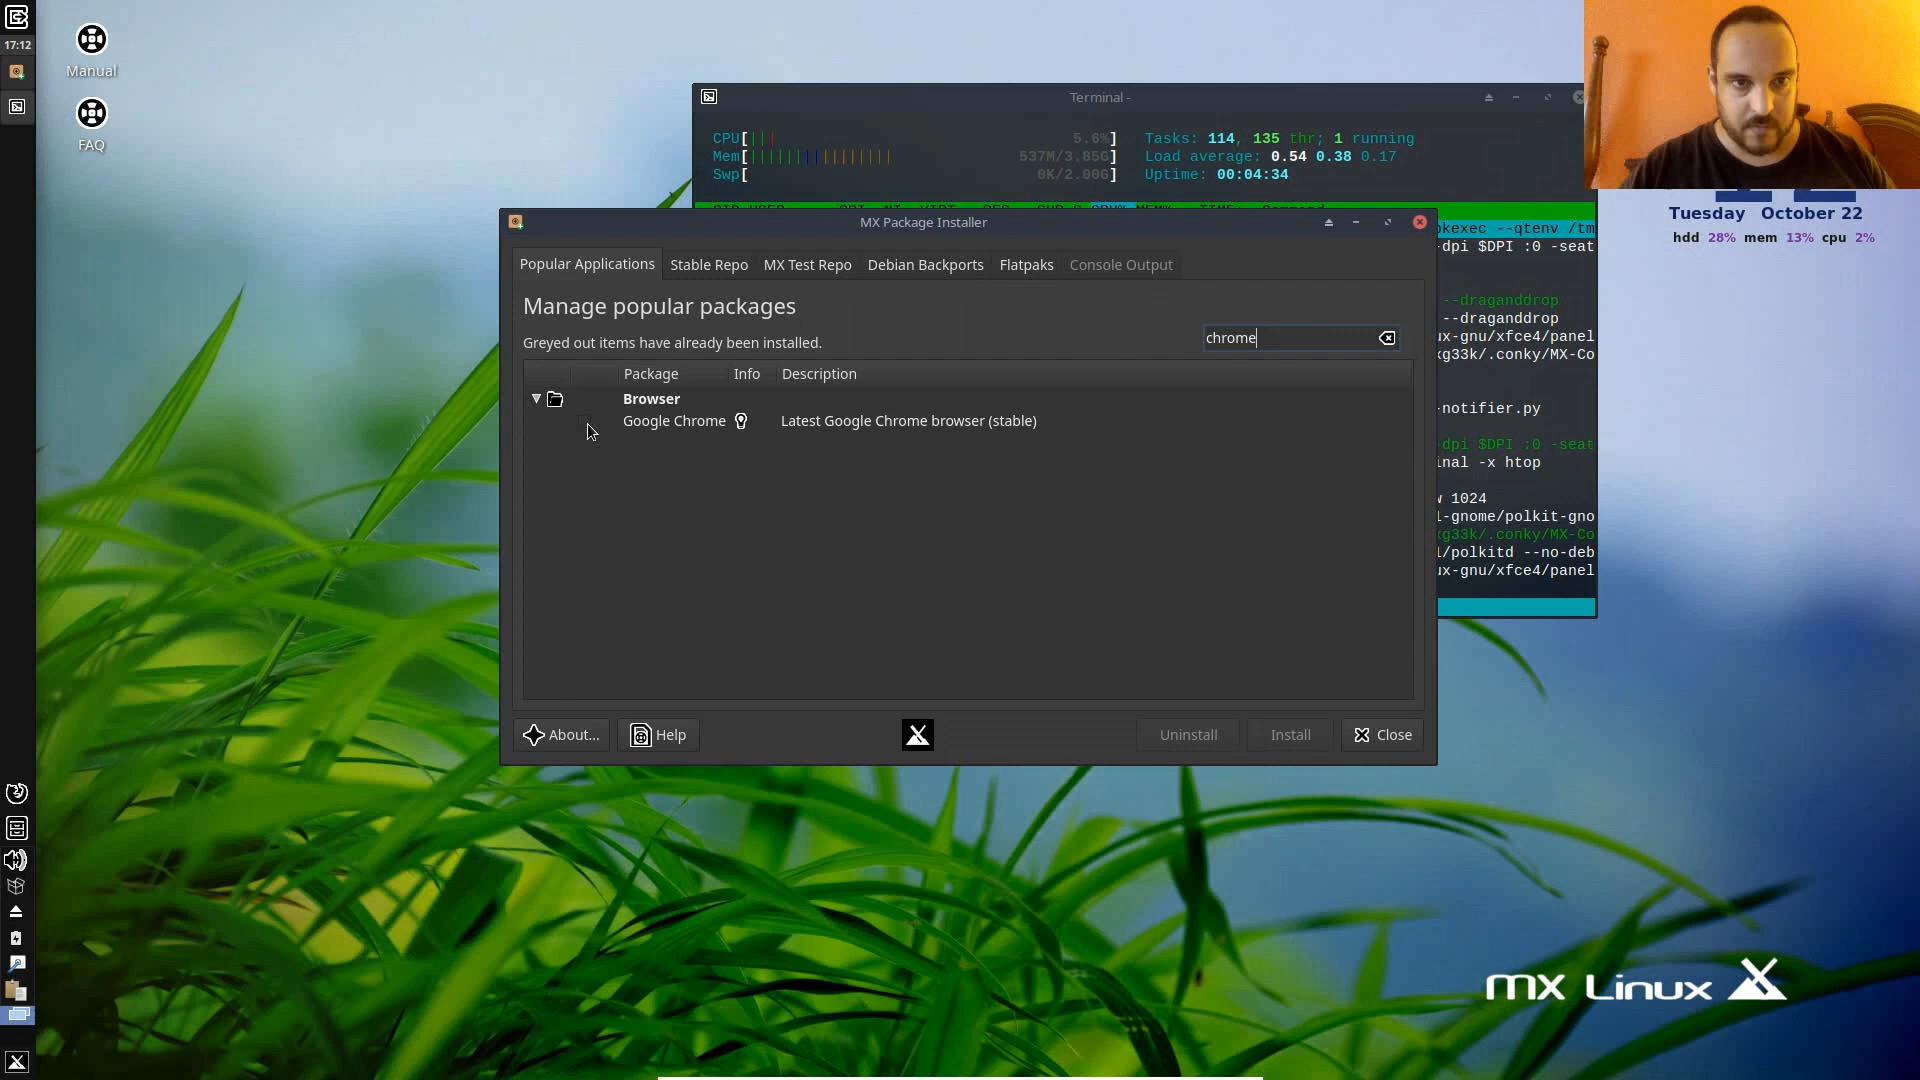 17:12
Manual
FAQ
Terminal -
CPU[||| 5.6%] Tasks: 114, 135 thr; 1 running
Mem[|||||||||||||||| 537M/3.85G] Load average: 0.54 0.38 0.17
Swp[ 0K/2.00G] Uptime: 00:04:34
Tuesday October 22
hdd 28% mem 13% cpu 2%
kexec --qtenv /tm
-dpi $DPI :0 -seat
--draganddrop
--draganddrop
ux-gnu/xfce4/panel
xg33k/.conky/MX-Co
-notifier.py
-dpi $DPI :0 -seat
inal -x htop
1024
l-gnome/polkit-gno
xg33k/.conky/MX-Co
1/polkitd --no-deb
ux-gnu/xfce4/panel
MX Package Installer
Popular Applications Stable Repo MX Test Repo Debian Backports Flatpaks Console Output
Manage popular packages
Greyed out items have already been installed.
chrome
Package Info Description
Browser
Google Chrome Latest Google Chrome browser (stable)
About... Help Uninstall Install Close
mx Linux